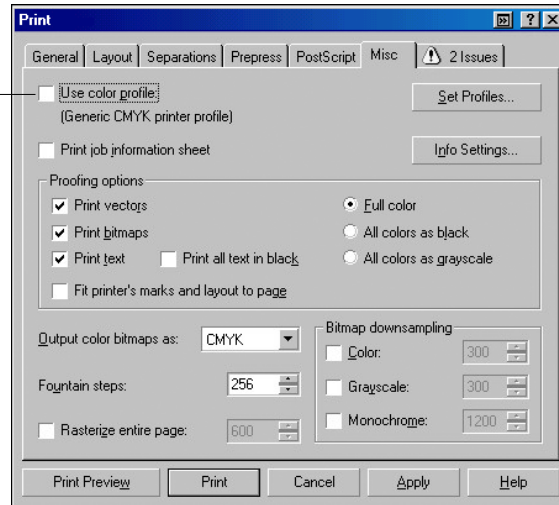 Print
General Layout Separations Prepress PostScript Misc 2 Issues
Use color profile: Set Profiles...
(Generic CMYK printer profile)
Print job information sheet Info Settings...
Proofing options
Print vectors Full color
Print bitmaps All colors as black
Print text Print all text in black All colors as grayscale
Fit printer's marks and layout to page
Output color bitmaps as: CMYK
Bitmap downsampling
Color: 300
Fountain steps: 256 Grayscale: 300
Rasterize entire page: 600 Monochrome: 1200
Print Preview Print Cancel Apply Help